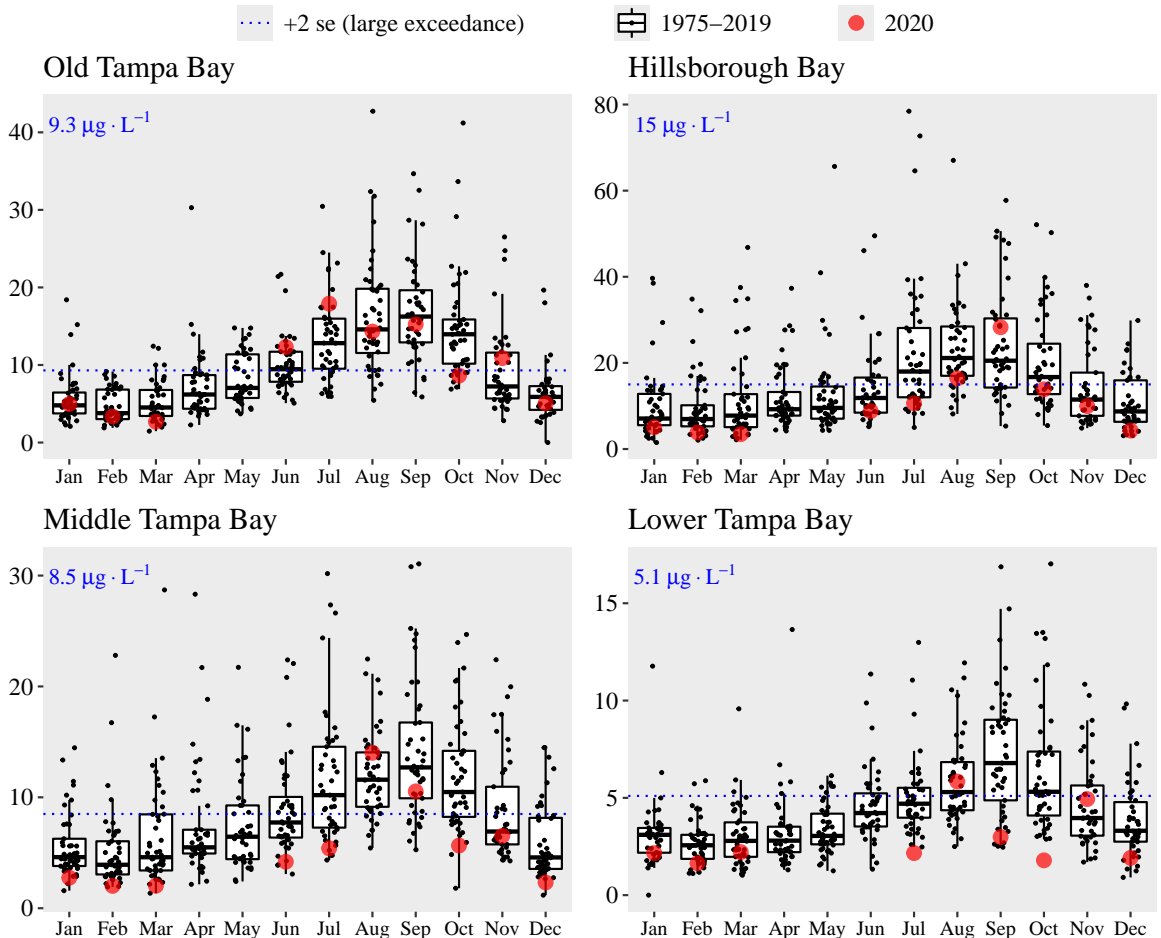 +2 se (large exceedance) 1975–2019 2020
Old Tampa Bay
9.3 μg · L⁻¹
40
30
20
10
0
Jan Feb Mar Apr May Jun Jul Aug Sep Oct Nov Dec
Hillsborough Bay
15 μg · L⁻¹
80
60
40
20
0
Jan Feb Mar Apr May Jun Jul Aug Sep Oct Nov Dec
Middle Tampa Bay
8.5 μg · L⁻¹
30
20
10
0
Jan Feb Mar Apr May Jun Jul Aug Sep Oct Nov Dec
Lower Tampa Bay
5.1 μg · L⁻¹
15
10
5
0
Jan Feb Mar Apr May Jun Jul Aug Sep Oct Nov Dec